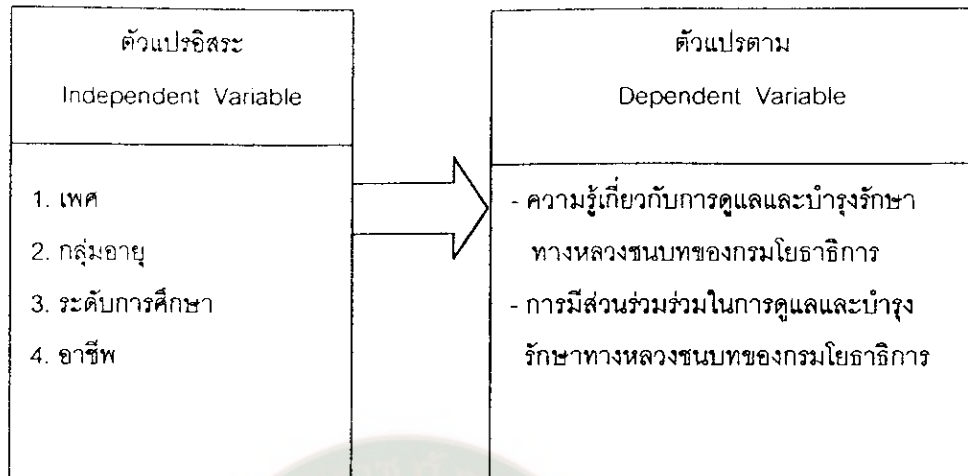 ตัวแปรอิสระ
Independent Variable
1. เพศ
2. กลุ่มอายุ
3. ระดับการศึกษา
4. อาชีพ
ตัวแปรตาม
Dependent Variable
- ความรู้เกี่ยวกับการดูแลและบำรุงรักษา
ทางหลวงชนบทของกรมโยธาธิการ
- การมีส่วนร่วมร่วมในการดูแลและบำรุง
รักษาทางหลวงชนบทของกรมโยธาธิการ